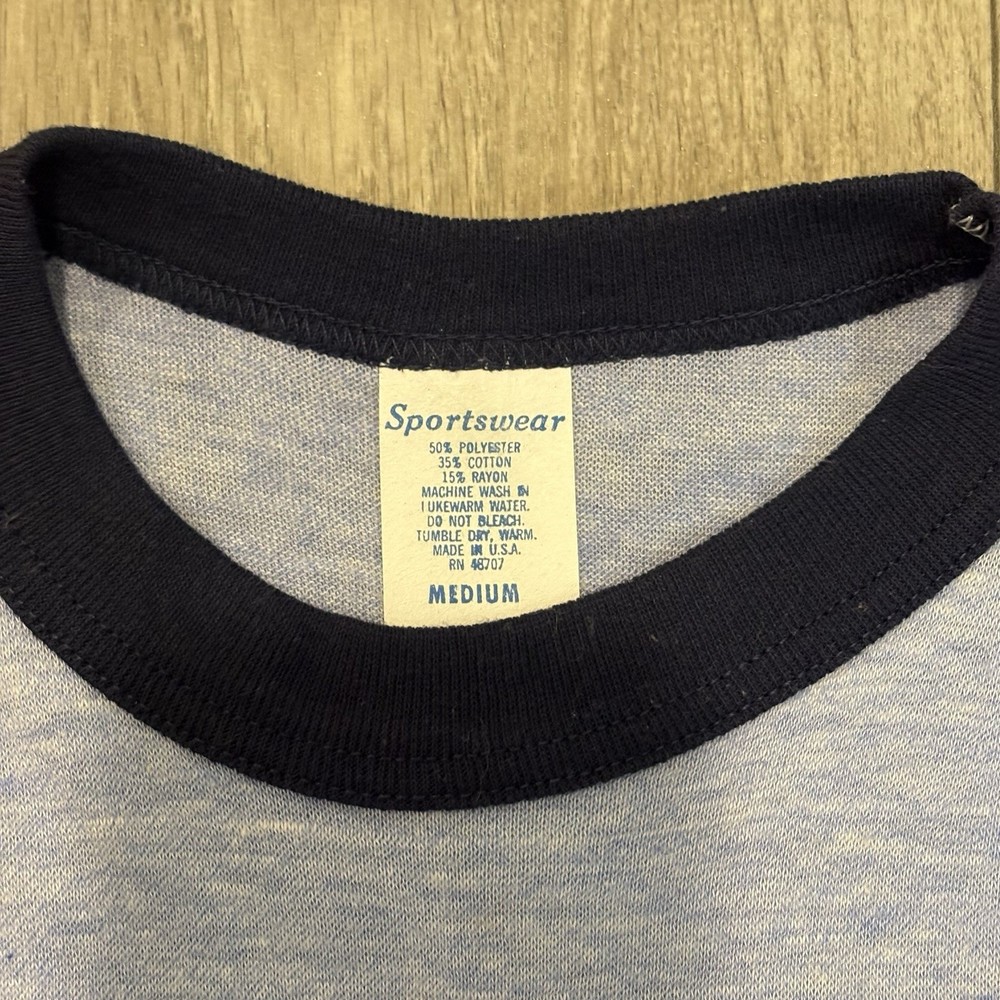 Sportswear
50% POLYESTER
35% COTTON
15% RAYON
MACHINE WASH IN
LUKEWARM WATER.
DO NOT BLEACH.
TUMBLE DRY, WARM.
MADE IN U.S.A.
RN 48707
MEDIUM